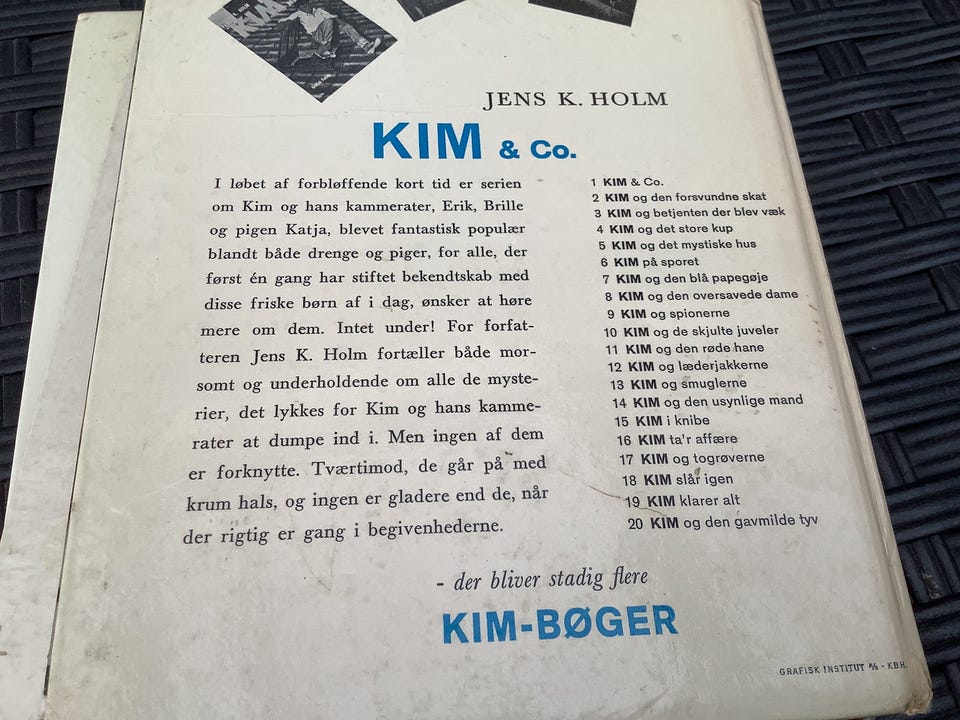 kim
JENS K. HOLM
KIM & Co.
I løbet af forbløffende kort tid er serien
om Kim og hans kammerater, Erik, Brille
og pigen Katja, blevet fantastisk populær
blandt både drenge og piger, for alle, der
først én gang har stiftet bekendtskab med
disse friske børn af i dag, ønsker at høre
mere om dem. Intet under! For forfat-
teren Jens K. Holm fortæller både mor-
somt og underholdende om alle de myste-
rier, det lykkes for Kim og hans kamme-
rater at dumpe ind i. Men ingen af dem
er forknytte. Tværtimod, de går på med
krum hals, og ingen er gladere end de, når
der rigtig er gang i begivenhederne.
1 KIM & Co.
2 KIM og den forsvundne skat
3 KIM og betjenten der blev væk
4 KIM og det store kup
5 KIM og det mystiske hus
6 KIM på sporet
7 KIM og den blå papegøje
8 KIM og den oversavede dame
9 KIM og spionerne
10 KIM og de skjulte juveler
11 KIM og den røde hane
12 KIM og læderjakkerne
13 KIM og smuglerne
14 KIM og den usynlige mand
15 KIM i knibe
16 KIM ta'r affære
17 KIM og togrøverne
18 KIM slår igen
19 KIM klarer alt
20 KIM og den gavmilde tyv
- der bliver stadig flere
KIM-BØGER
GRAFISK INSTITUT A/S - KBH.